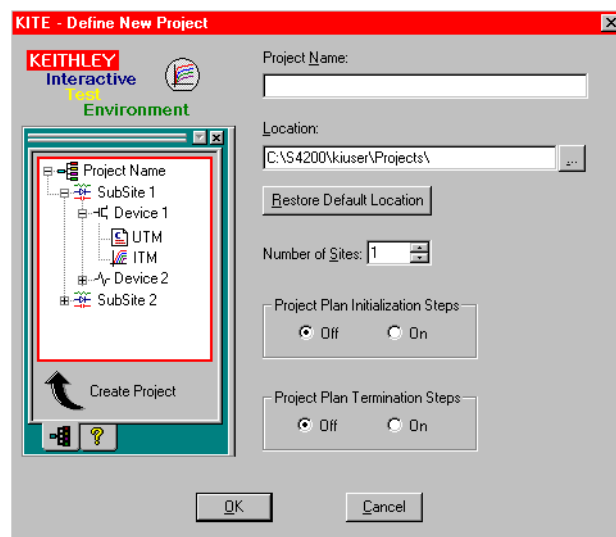 KITE - Define New Project
KEITHLEY
Interactive
Test
Environment
Project Name
SubSite 1
Device 1
UTM
ITM
Device 2
SubSite 2
Create Project
Project Name:
Location:
C:\S4200\kiuser\Projects\
...
Restore Default Location
Number of Sites: 1
Project Plan Initialization Steps
Off On
Project Plan Termination Steps
Off On
OK Cancel